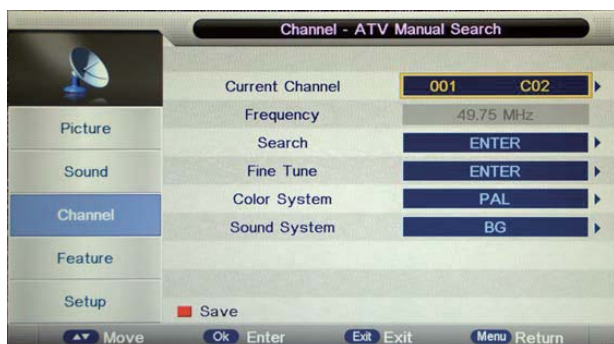 Channel - ATV Manual Search
Current Channel 001 C02
Frequency 49.75 MHz
Picture
Search ENTER
Sound
Fine Tune ENTER
Color System PAL
Channel
Sound System BG
Feature
Setup
Save
Move Ok Enter Exit Exit Menu Return